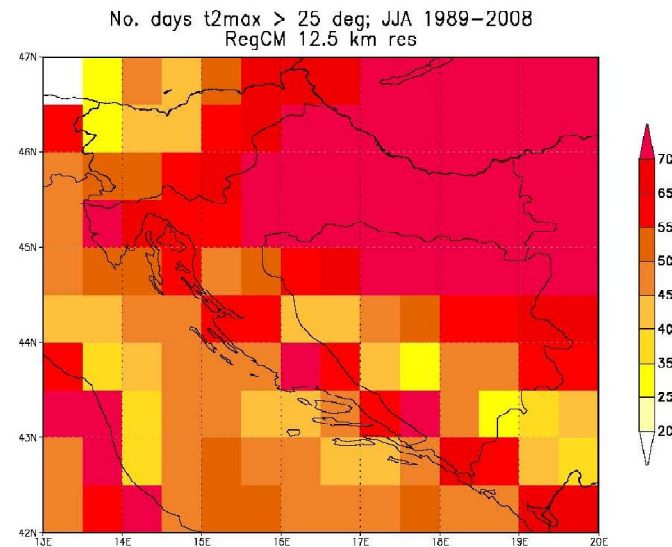 No. days t2max > 25 deg; JJA 1989–2008
RegCM 12.5 km res
47N
46N
45N
44N
43N
42N
13E 14E 15E 16E 17E 18E 19E 20E
70
65
55
50
45
40
35
25
20